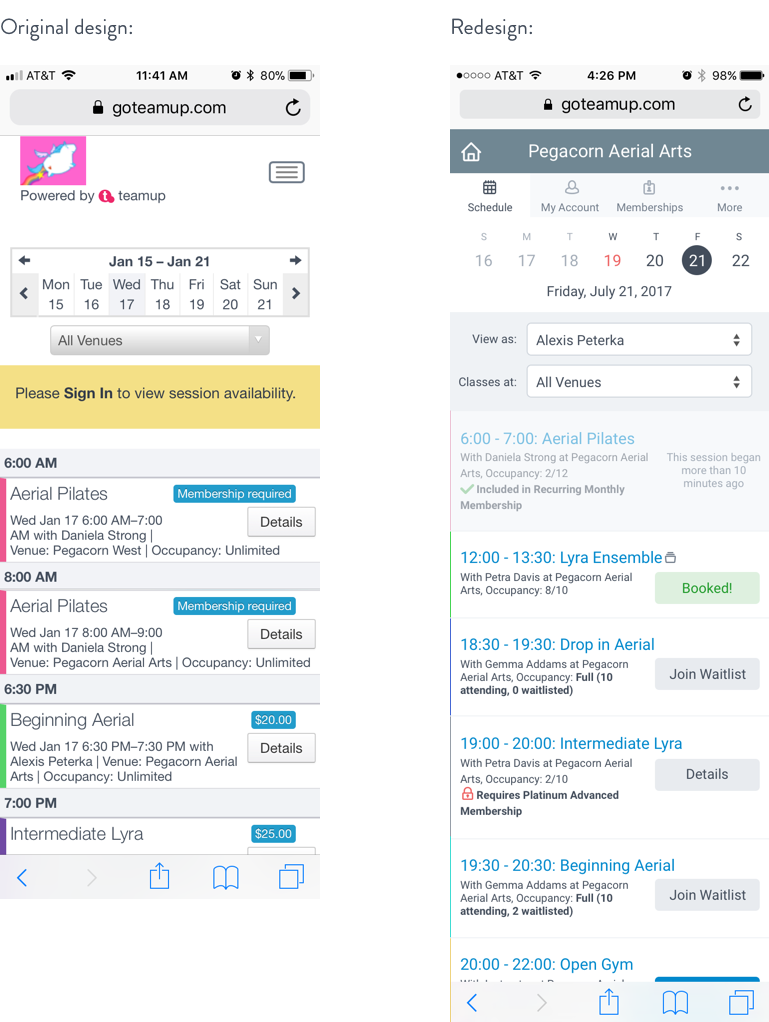 Original design:
AT&T 11:41 AM 80%
goteamup.com
Powered by t teamup
Jan 15 – Jan 21
Mon Tue Wed Thu Fri Sat Sun
15 16 17 18 19 20 21
All Venues
Please Sign In to view session availability.
6:00 AM
Aerial Pilates Membership required
Wed Jan 17 6:00 AM–7:00
AM with Daniela Strong |
Venue: Pegacorn West | Occupancy: Unlimited
Details
8:00 AM
Aerial Pilates Membership required
Wed Jan 17 8:00 AM–9:00
AM with Daniela Strong |
Venue: Pegacorn Aerial Arts | Occupancy: Unlimited
Details
6:30 PM
Beginning Aerial $20.00
Wed Jan 17 6:30 PM–7:30 PM with
Alexis Peterka | Venue: Pegacorn Aerial
Arts | Occupancy: Unlimited
Details
7:00 PM
Intermediate Lyra $25.00
Redesign:
AT&T 4:26 PM 98%
goteamup.com
Pegacorn Aerial Arts
Schedule My Account Memberships More
S M T W T F S
16 17 18 19 20 21 22
Friday, July 21, 2017
View as: Alexis Peterka
Classes at: All Venues
6:00 - 7:00: Aerial Pilates
With Daniela Strong at Pegacorn Aerial
Arts, Occupancy: 2/12
Included in Recurring Monthly
Membership
This session began
more than 10
minutes ago
12:00 - 13:30: Lyra Ensemble
With Petra Davis at Pegacorn Aerial
Arts, Occupancy: 8/10
Booked!
18:30 - 19:30: Drop in Aerial
With Gemma Addams at Pegacorn
Aerial Arts, Occupancy: Full (10
attending, 0 waitlisted)
Join Waitlist
19:00 - 20:00: Intermediate Lyra
With Petra Davis at Pegacorn Aerial
Arts, Occupancy: 2/10
Requires Platinum Advanced
Membership
Details
19:30 - 20:30: Beginning Aerial
With Gemma Addams at Pegacorn
Aerial Arts, Occupancy: Full (10
attending, 2 waitlisted)
Join Waitlist
20:00 - 22:00: Open Gym